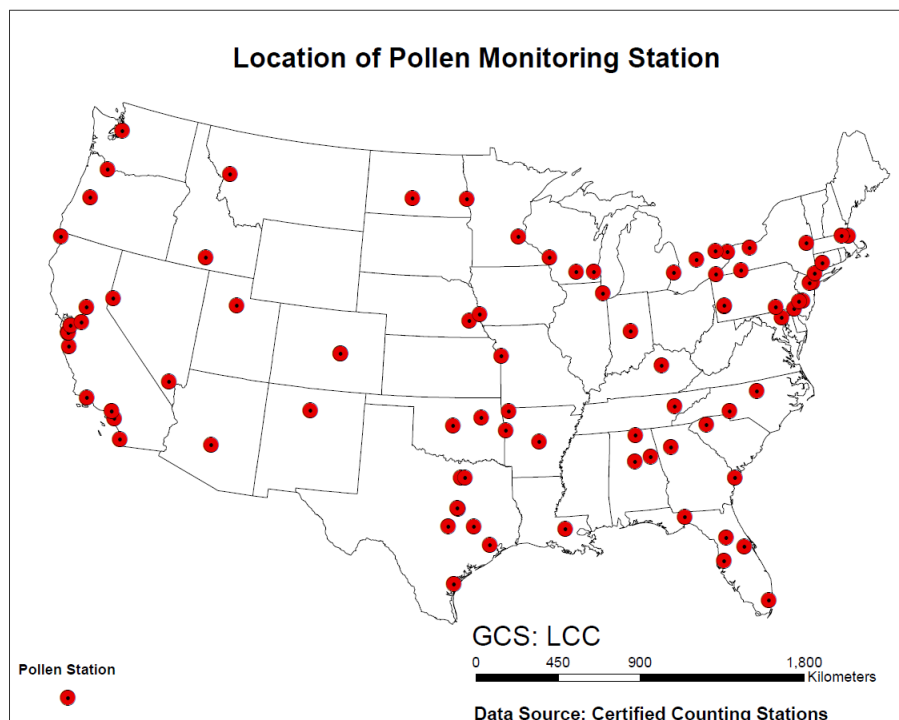 Location of Pollen Monitoring Station
GCS: LCC
0 450 900 1,800
Kilometers
Pollen Station
Data Source: Certified Counting Stations